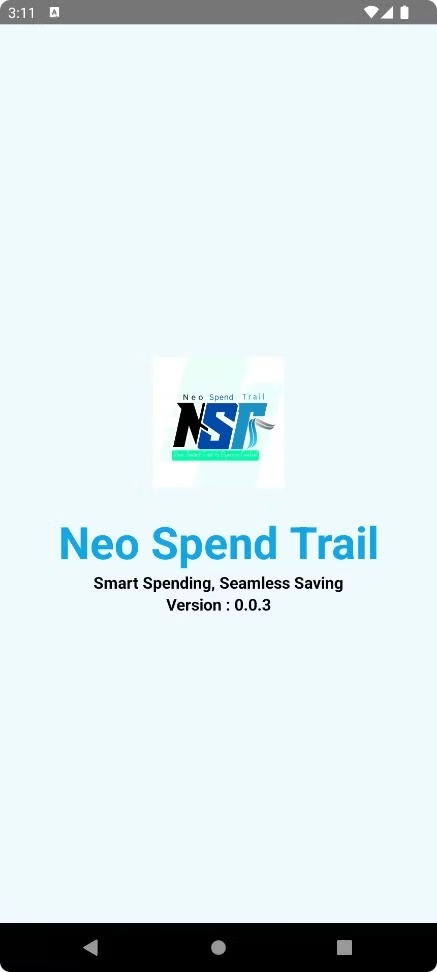 3:11
Neo Spend Trail
NST
Neo Spend Trail
Smart Spending, Seamless Saving
Version : 0.0.3